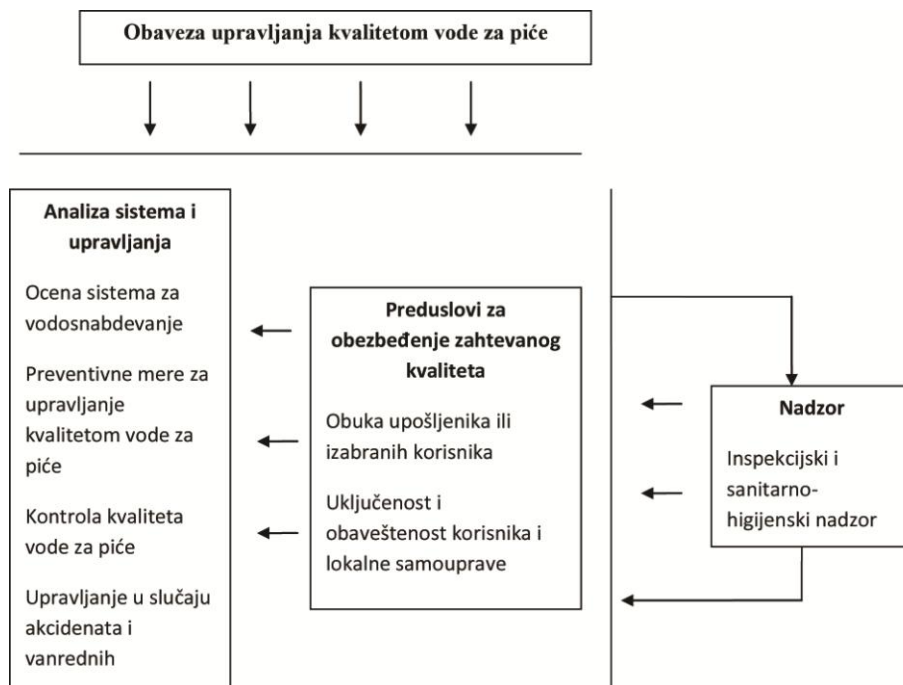 Obaveza upravljanja kvalitetom vode za piće
Analiza sistema i
upravljanja
Ocena sistema za
vodosnabdevanje
Preventivne mere za
upravljanje
kvalitetom vode za
piće
Kontrola kvaliteta
vode za piće
Upravljanje u slučaju
akcidenata i
vanrednih
Preduslovi za
obezbeđenje zahtevanog
kvaliteta
Obuka upošljenika ili
izabranih korisnika
Uključenost i
obaveštenost korisnika i
lokalne samouprave
Nadzor
Inspekcijski i
sanitarno-
higijenski nadzor